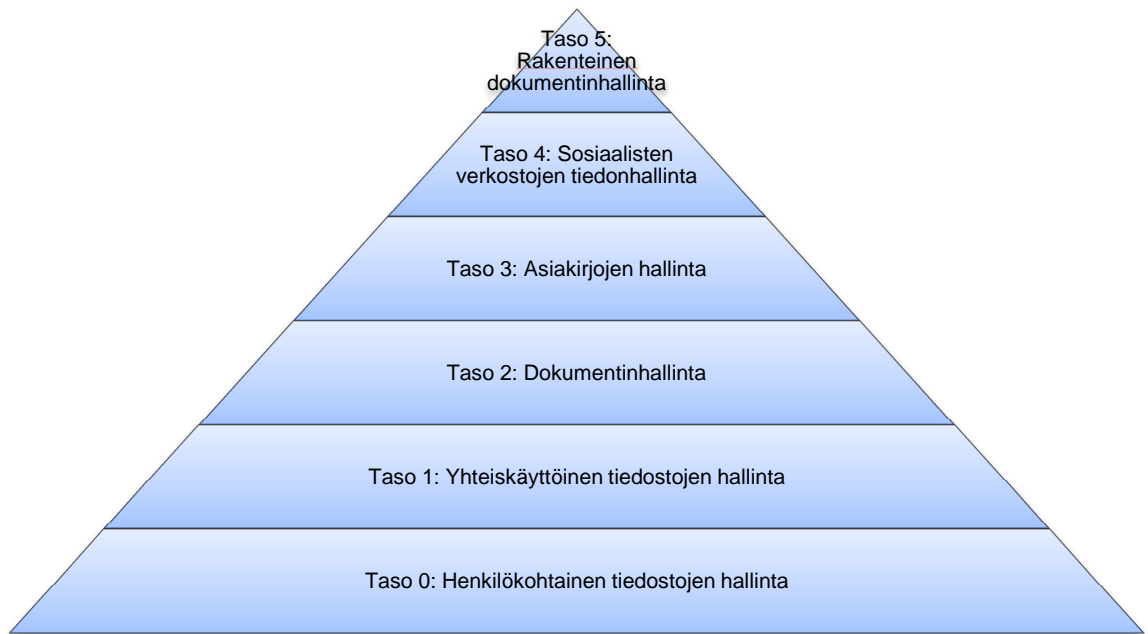 Taso 5:
Rakenteinen
dokumentinhallinta
Taso 4: Sosiaalisten
verkostojen tiedonhallinta
Taso 3: Asiakirjojen hallinta
Taso 2: Dokumentinhallinta
Taso 1: Yhteiskäyttöinen tiedostojen hallinta
Taso 0: Henkilökohtainen tiedostojen hallinta